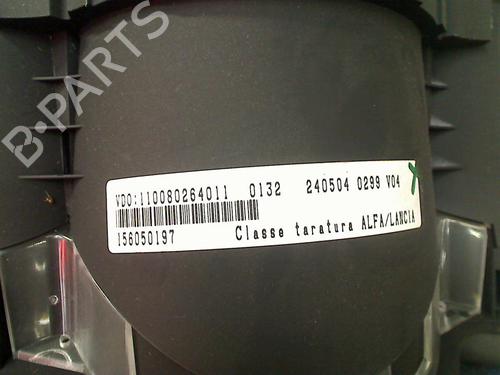 B-PARTS
VDO:110080264011 0132 240504 0299 V04
156050197 Classe taratura ALFA/LANCIA